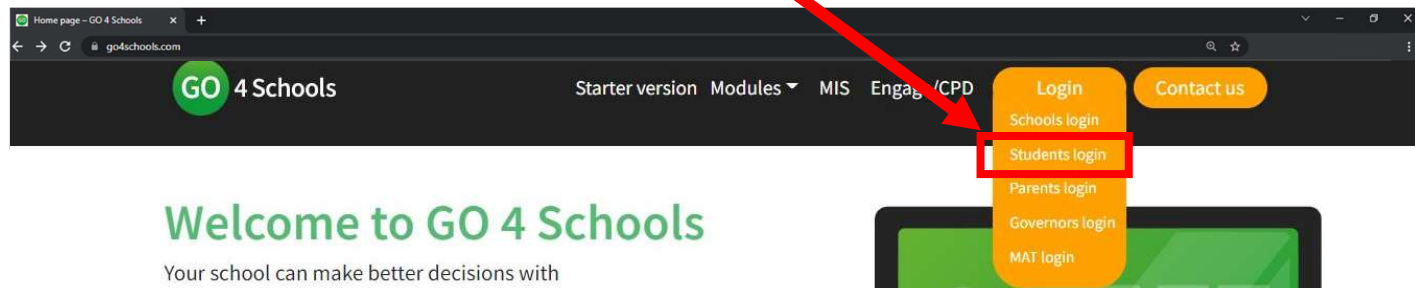 Home page – GO 4 Schools
go4schools.com
GO 4 Schools
Starter version Modules MIS Engage/CPD Login Contact us
Schools login
Students login
Parents login
Governors login
MAT login
Welcome to GO 4 Schools
Your school can make better decisions with